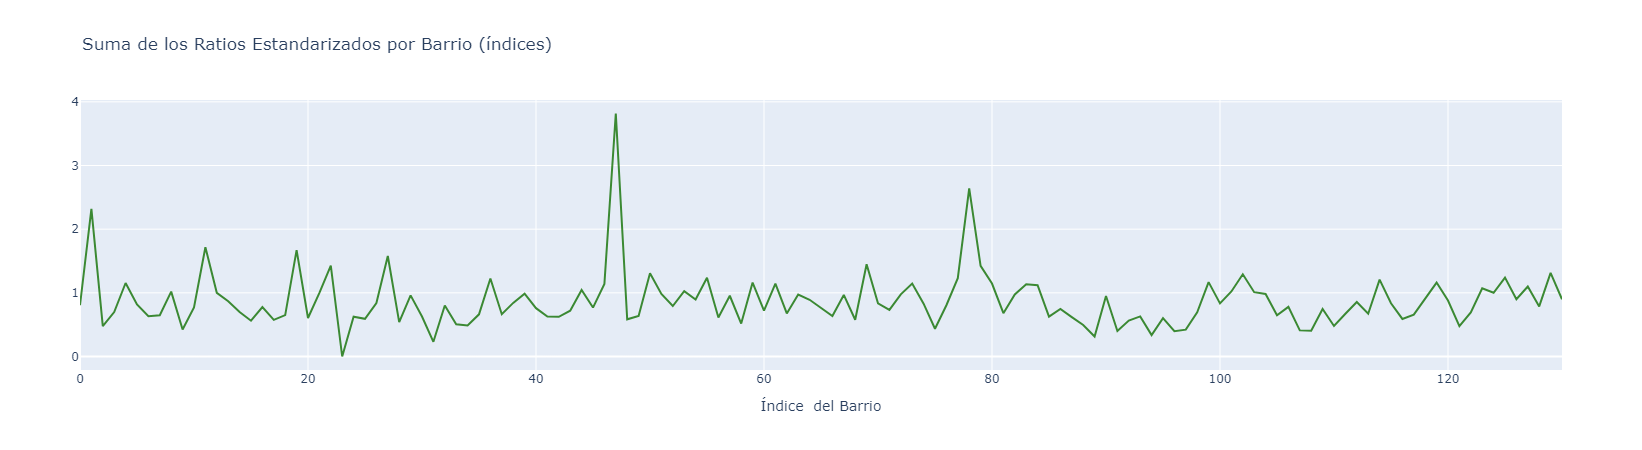 Suma de los Ratios Estandarizados por Barrio (índices)
4
3
2
1
0
0 20 40 60 80 100 120
Índice  del Barrio